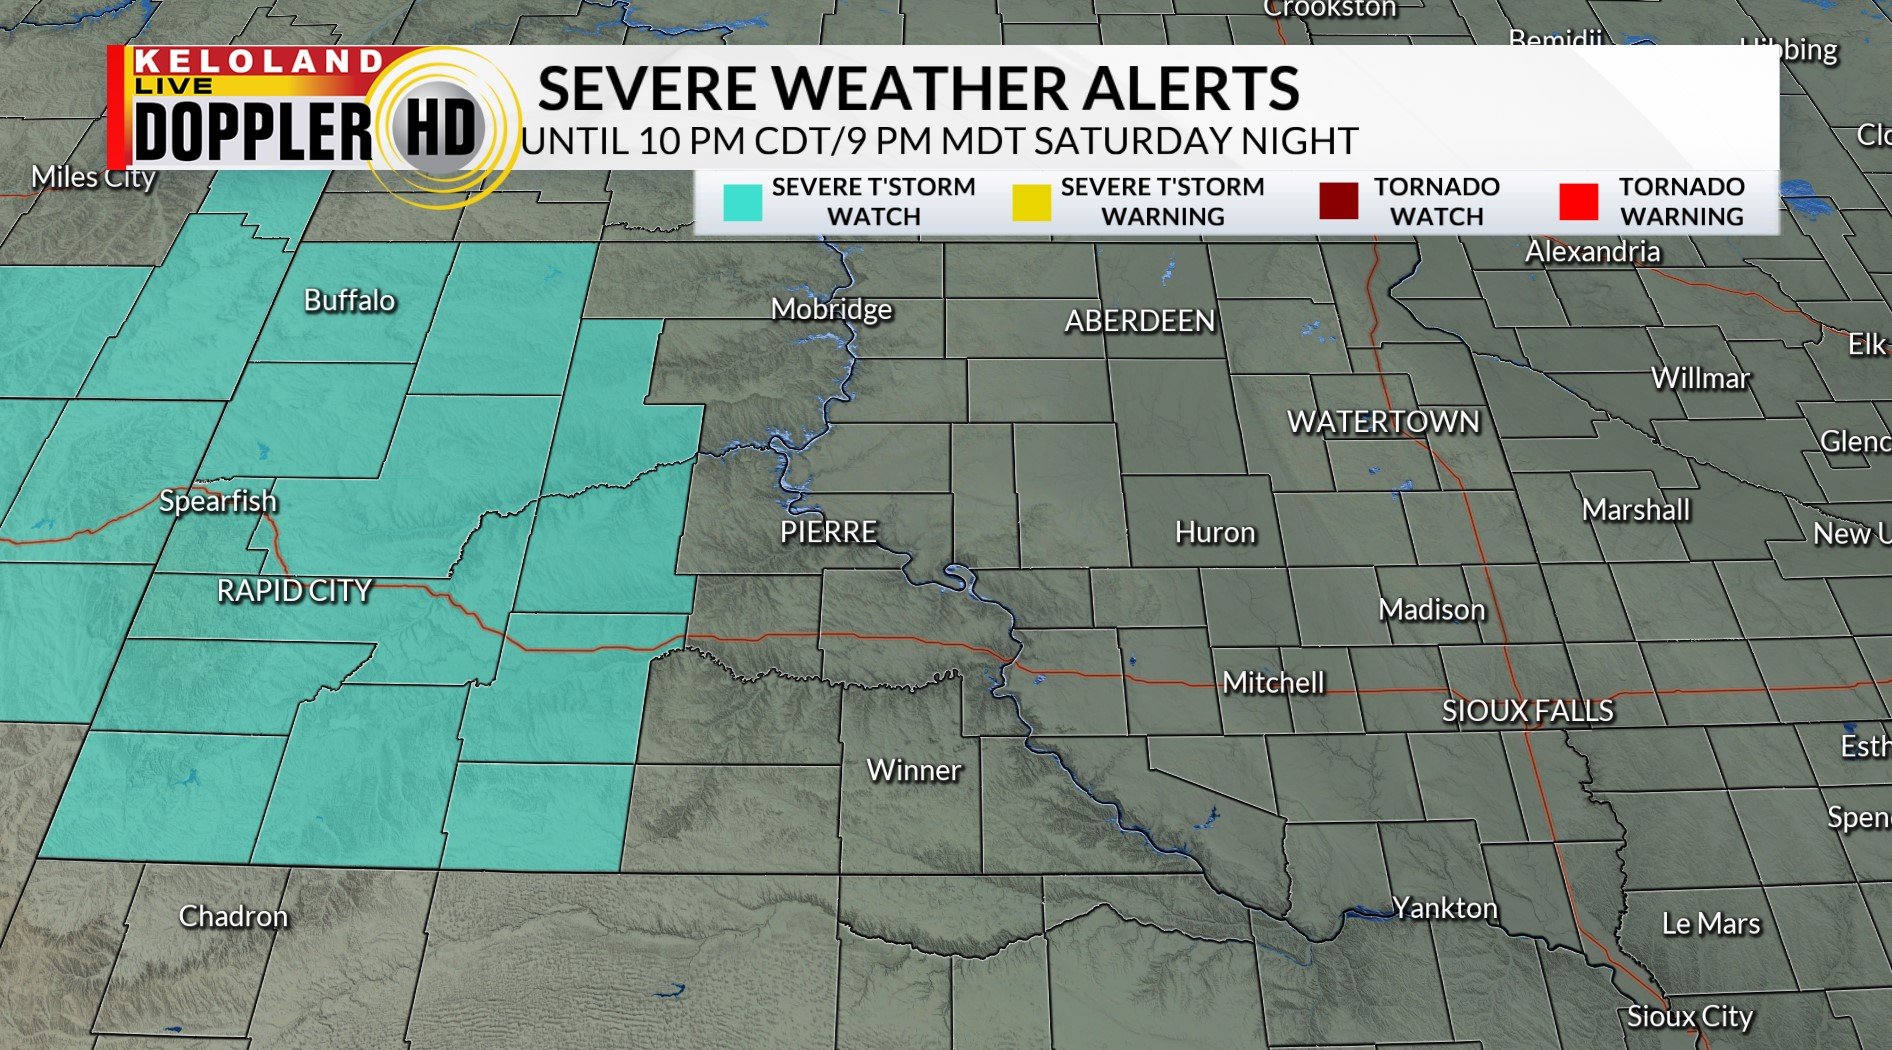 Crookston
Bemidji
Hibbing
KELOLAND
LIVE
DOPPLER HD
SEVERE WEATHER ALERTS
UNTIL 10 PM CDT/9 PM MDT SATURDAY NIGHT
Miles City
SEVERE T'STORM
WATCH
SEVERE T'STORM
WARNING
TORNADO
WATCH
TORNADO
WARNING
Clo
Alexandria
Buffalo
Mobridge
ABERDEEN
Elk
Willmar
WATERTOWN
Glenc
Spearfish
Marshall
PIERRE
Huron
New U
RAPID CITY
Madison
Mitchell
SIOUX FALLS
Esth
Winner
Spen
Chadron
Yankton
Le Mars
Sioux City